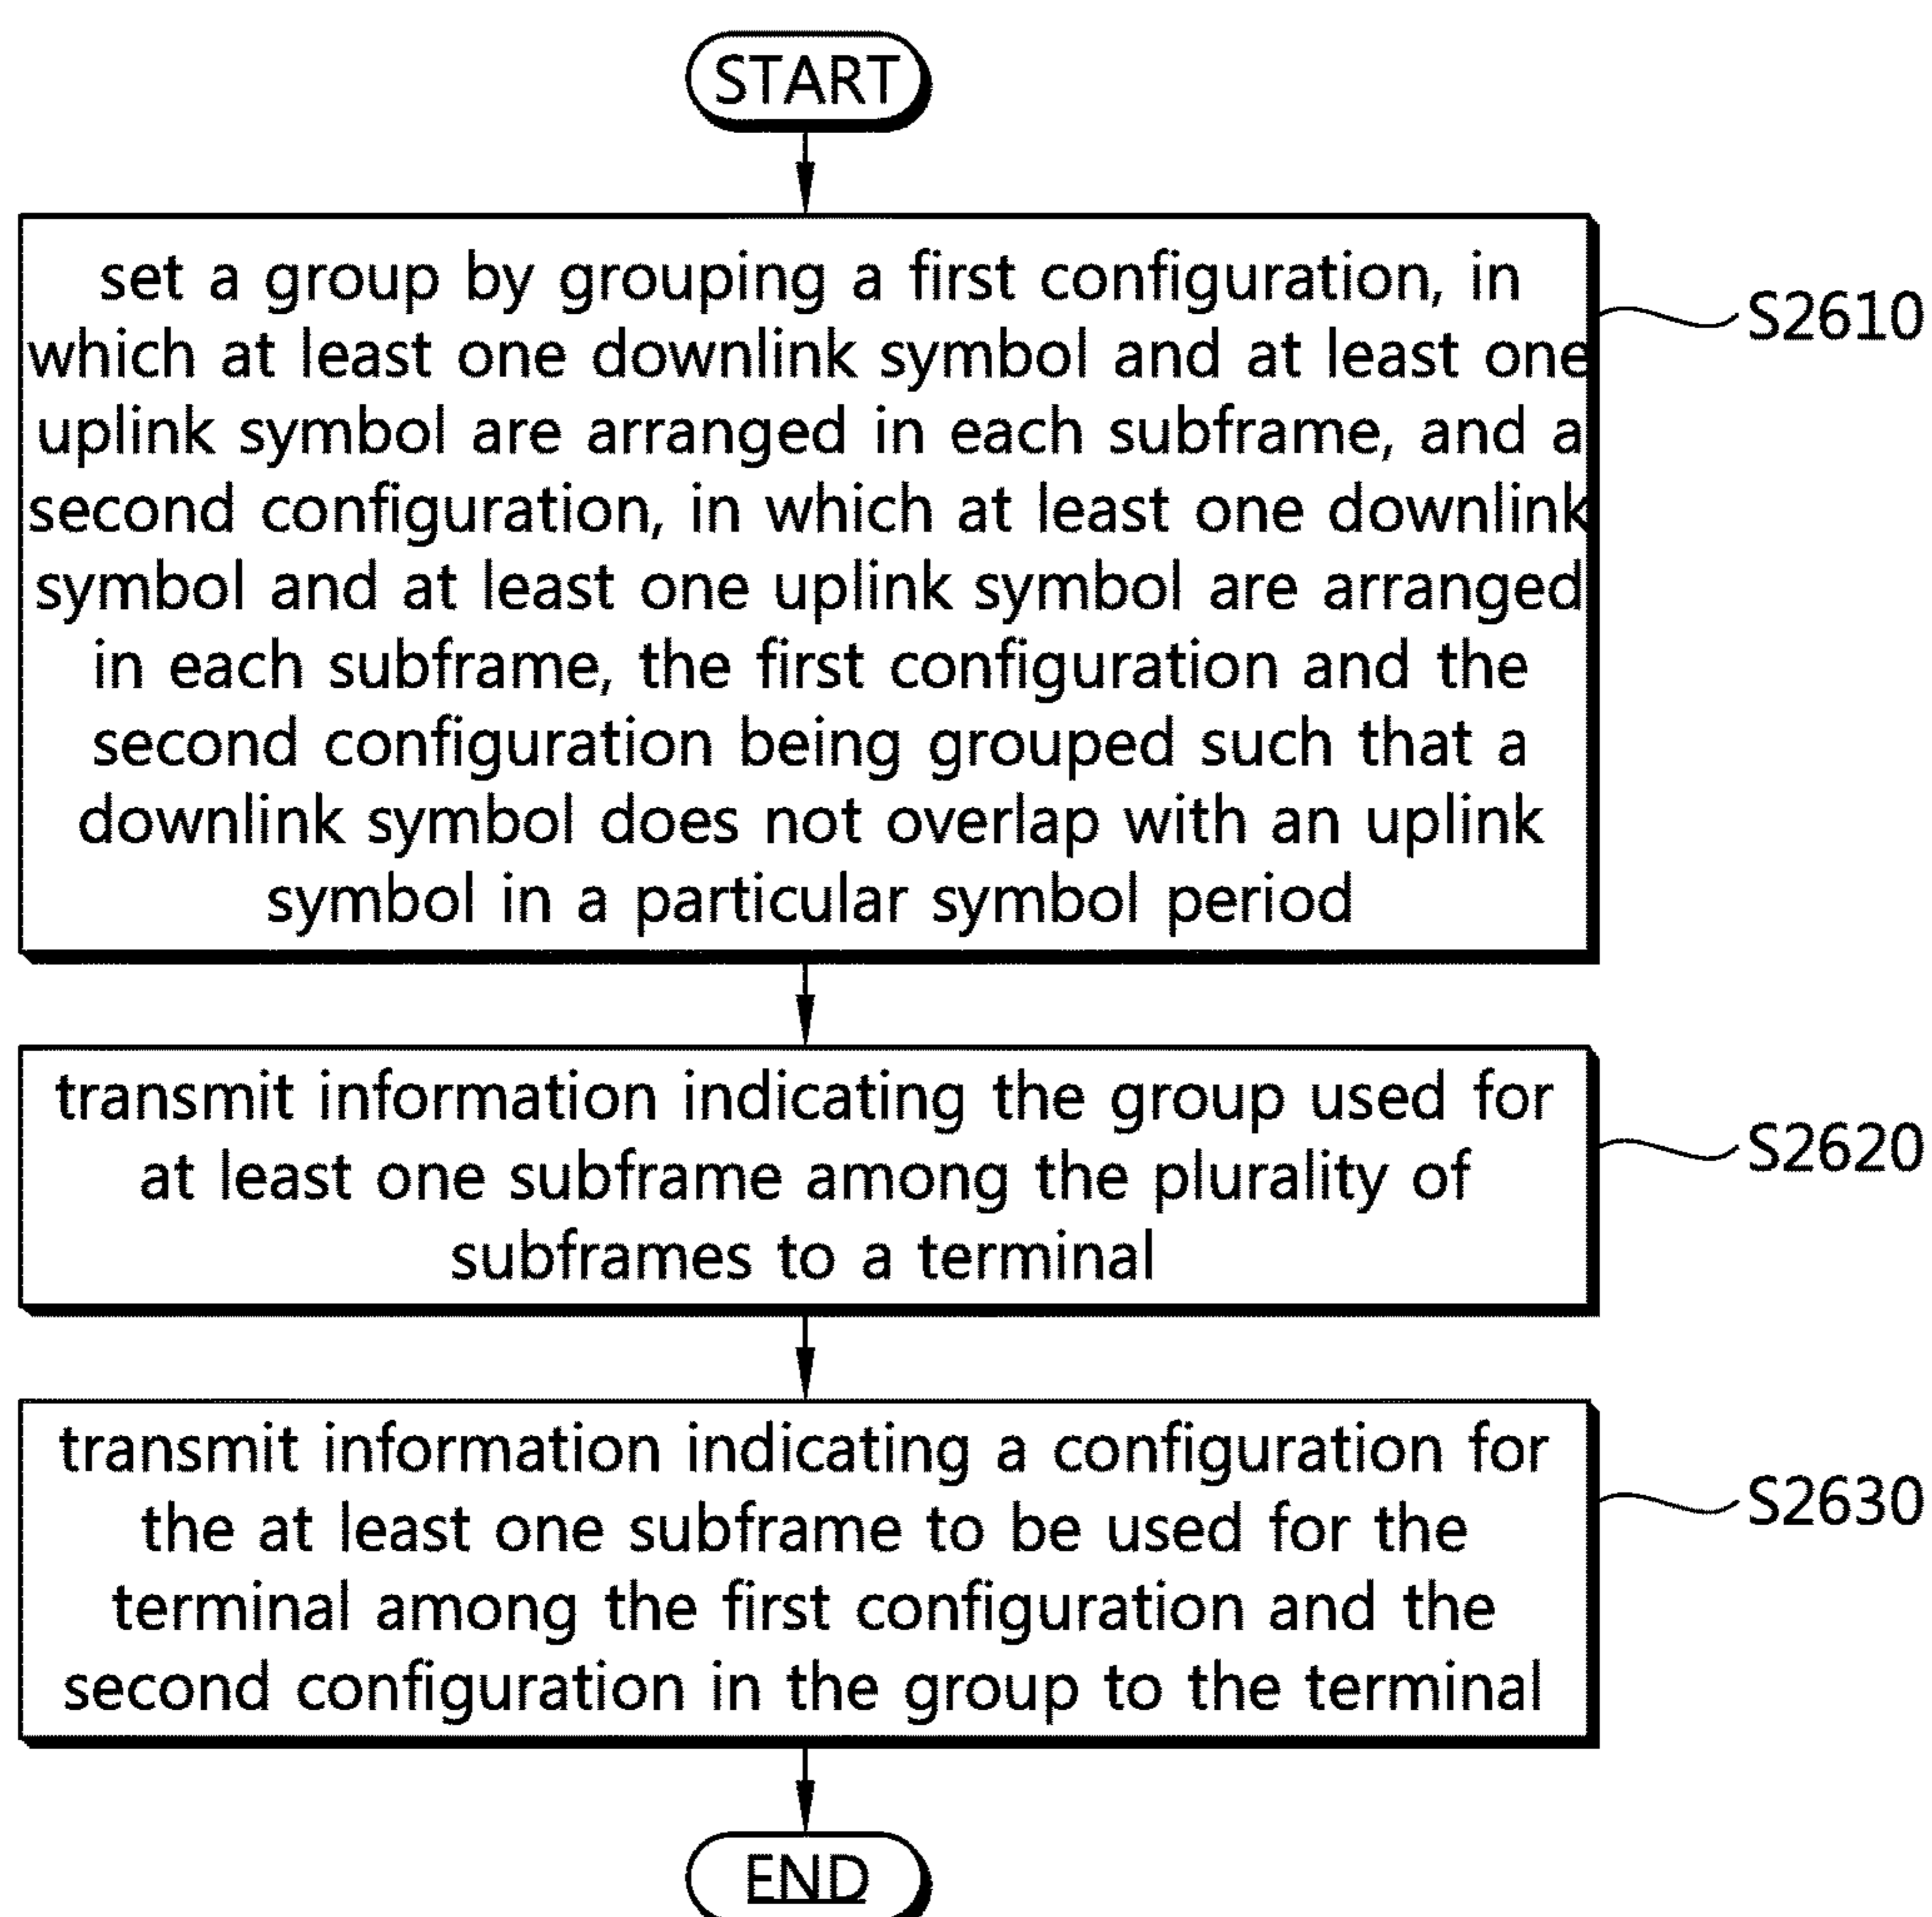 START
set a group by grouping a first configuration, in
which at least one downlink symbol and at least one
uplink symbol are arranged in each subframe, and a
second configuration, in which at least one downlink
symbol and at least one uplink symbol are arranged
in each subframe, the first configuration and the
second configuration being grouped such that a
downlink symbol does not overlap with an uplink
symbol in a particular symbol period
S2610
transmit information indicating the group used for
at least one subframe among the plurality of
subframes to a terminal
S2620
transmit information indicating a configuration for
the at least one subframe to be used for the
terminal among the first configuration and the
second configuration in the group to the terminal
S2630
END